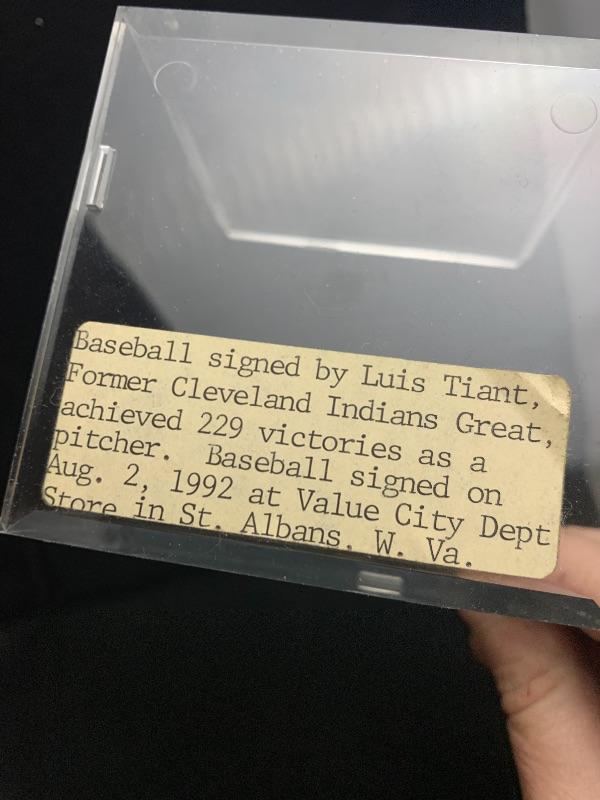 Baseball signed by Luis Tiant,
Former Cleveland Indians Great,
achieved 229 victories as a
pitcher. Baseball signed on
Aug. 2, 1992 at Value City Dept
Store in St. Albans, W. Va.